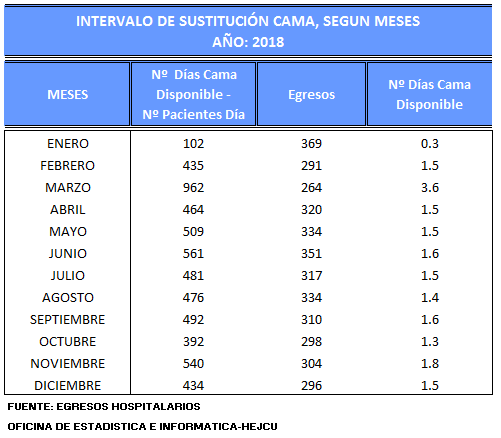 INTERVALO DE SUSTITUCIÓN CAMA, SEGUN MESES
AÑO: 2018
MESES Nº Días Cama Disponible - Nº Pacientes Día Egresos Nº Días Cama Disponible
ENERO 102 369 0.3
FEBRERO 435 291 1.5
MARZO 962 264 3.6
ABRIL 464 320 1.5
MAYO 509 334 1.5
JUNIO 561 351 1.6
JULIO 481 317 1.5
AGOSTO 476 334 1.4
SEPTIEMBRE 492 310 1.6
OCTUBRE 392 298 1.3
NOVIEMBRE 540 304 1.8
DICIEMBRE 434 296 1.5
FUENTE: EGRESOS HOSPITALARIOS
OFICINA DE ESTADISTICA E INFORMATICA-HEJCU